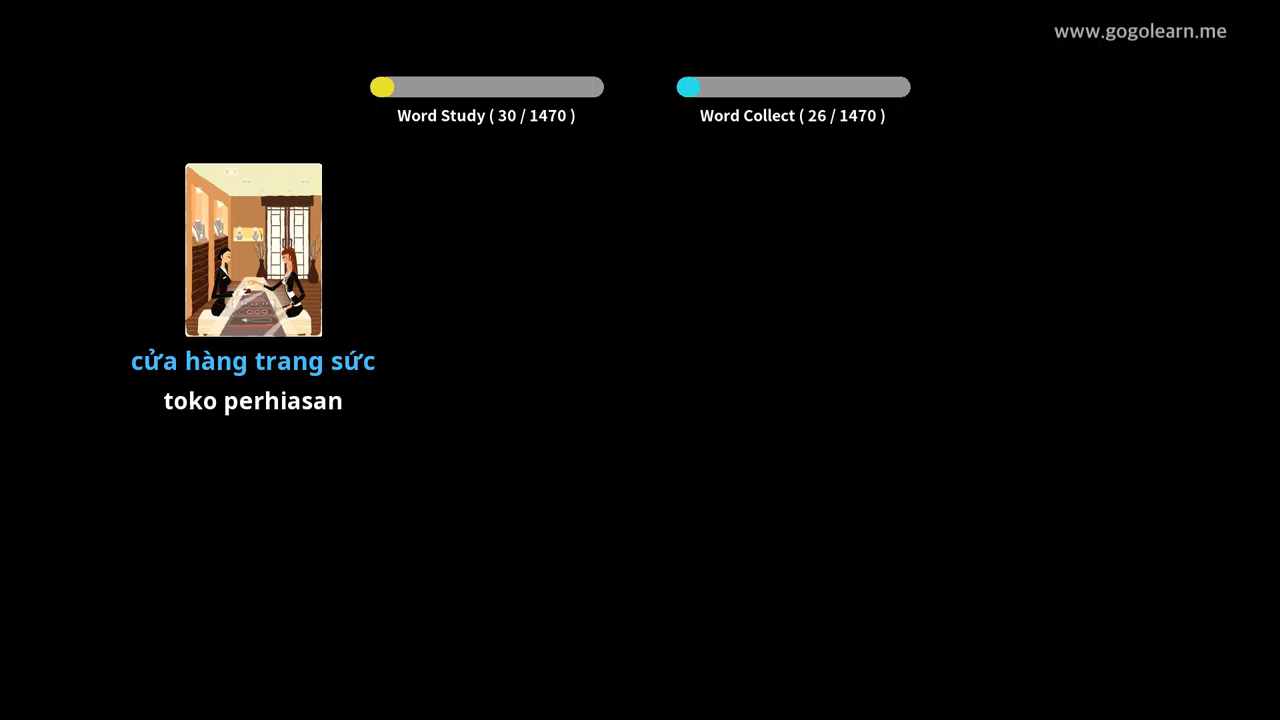 www.gogolearn.me
Word Study ( 30 / 1470 )
Word Collect ( 26 / 1470 )
cửa hàng trang sức
toko perhiasan